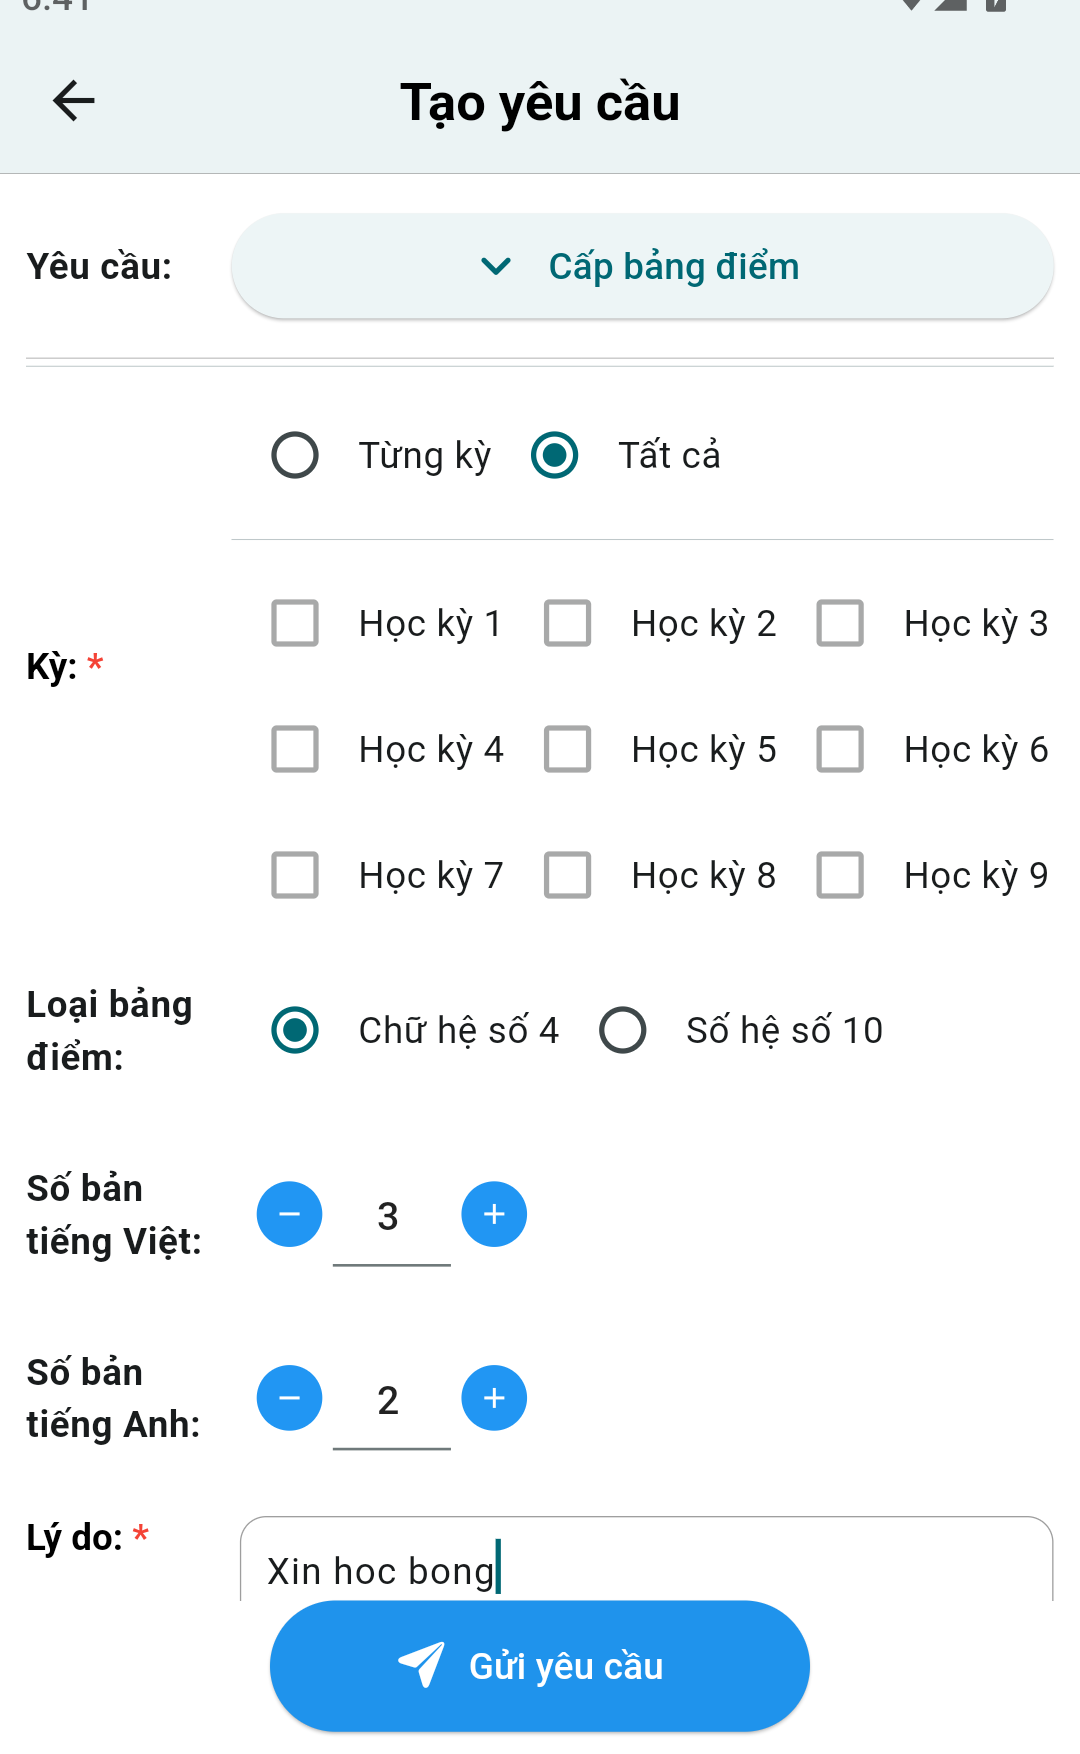 Tạo yêu cầu
Yêu cầu: Cấp bảng điểm
Từng kỳ Tất cả
Học kỳ 1 Học kỳ 2 Học kỳ 3
Kỳ: *
Học kỳ 4 Học kỳ 5 Học kỳ 6
Học kỳ 7 Học kỳ 8 Học kỳ 9
Loại bảng
điểm:
Chữ hệ số 4 Số hệ số 10
Số bản
tiếng Việt:
3
Số bản
tiếng Anh:
2
Lý do: *
Xin hoc bong
Gửi yêu cầu